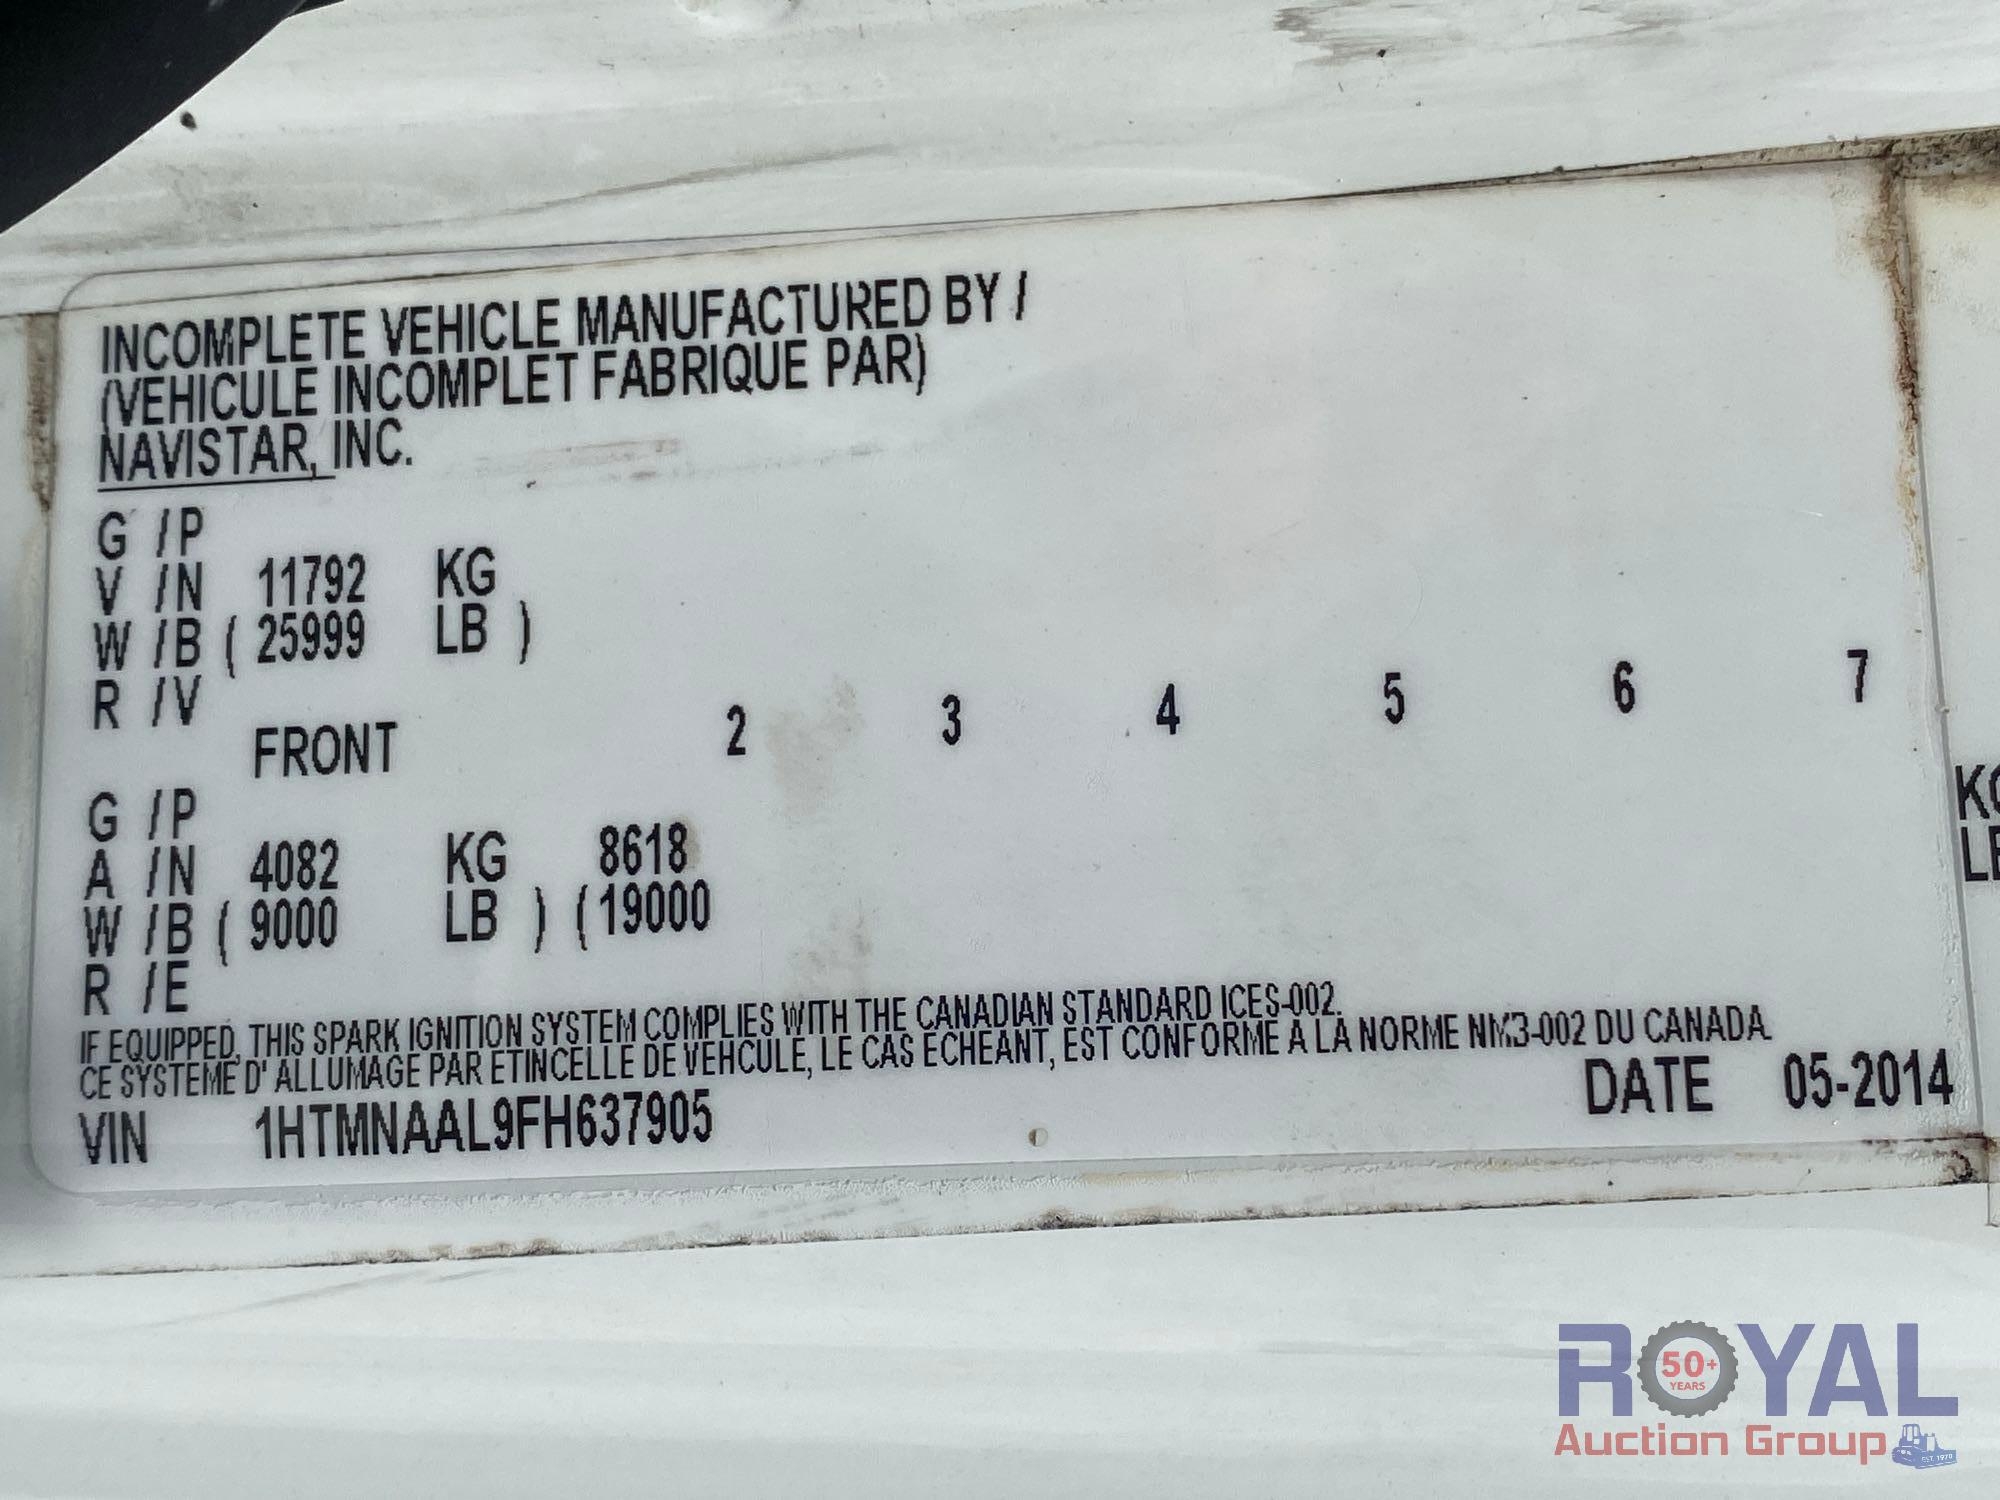 INCOMPLETE VEHICLE MANUFACTURED BY /
(VEHICULE INCOMPLET FABRIQUE PAR)
NAVISTAR, INC.
G /P
V /N 11792 KG
W /B ( 25999 LB )
R /V
FRONT 2 3 4 5 6 7
G /P
A /N 4082 KG 8618
W /B ( 9000 LB ) ( 19000
R /E
IF EQUIPPED, THIS SPARK IGNITION SYSTEM COMPLIES WITH THE CANADIAN STANDARD ICES-002.
CE SYSTEME D' ALLUMAGE PAR ETINCELLE DE VEHCULE, LE CAS ECHEANT, EST CONFORME A LA NORME NM3-002 DU CANADA
VIN 1HTMNAAL9FH637905 DATE 05-2014
ROYAL
50+
YEARS
Auction Group
EST. 1970